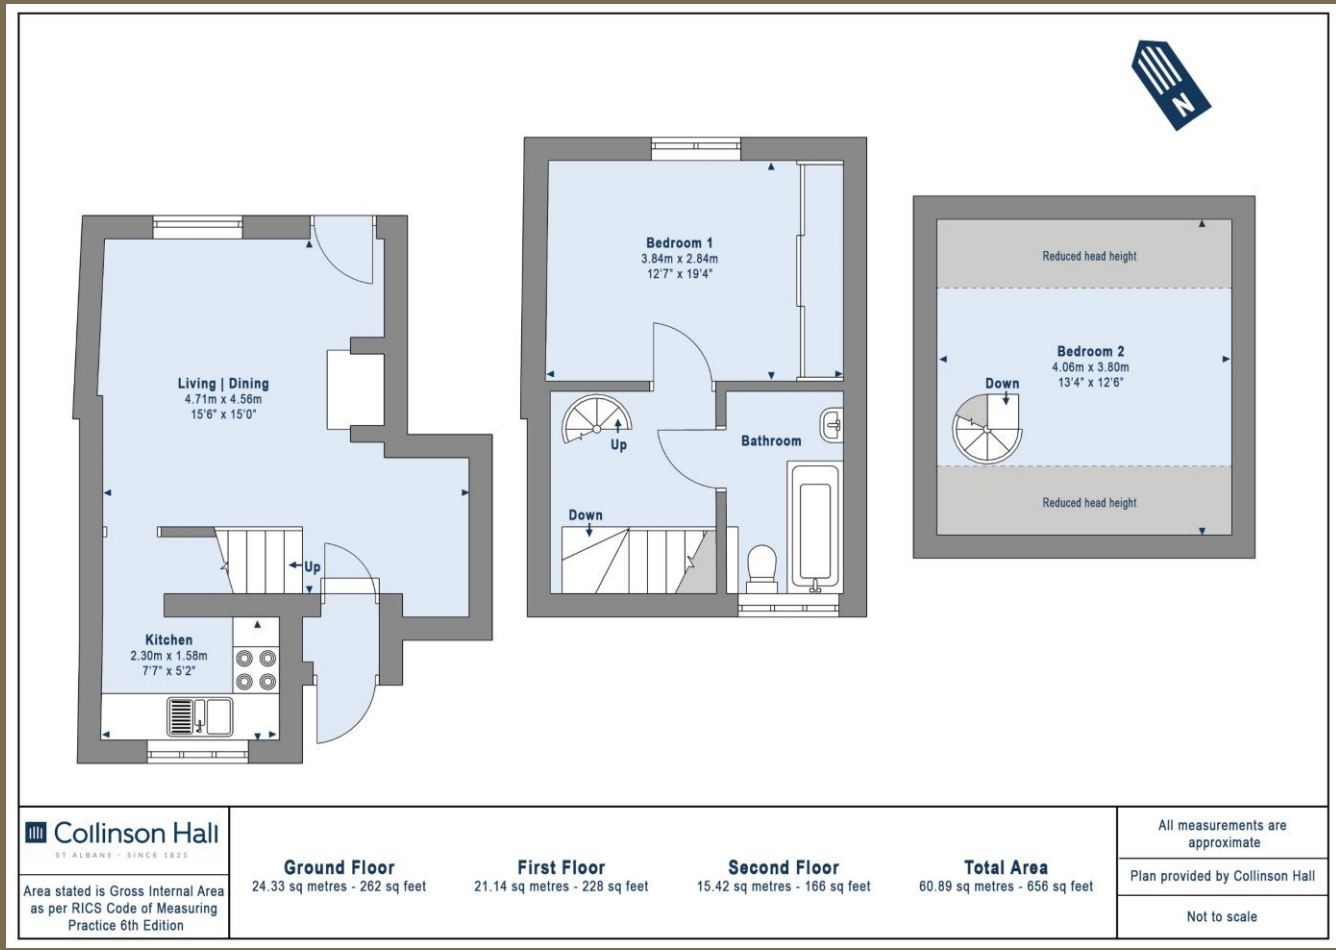 N
Living | Dining
4.71m x 4.56m
15'6" x 15'0"
Up
Kitchen
2.30m x 1.58m
7'7" x 5'2"
Bedroom 1
3.84m x 2.84m
12'7" x 19'4"
Up
Bathroom
Down
Reduced head height
Bedroom 2
4.06m x 3.80m
13'4" x 12'6"
Down
Reduced head height
Collinson Hall
ST ALBANS - SINCE 1825
Area stated is Gross Internal Area
as per RICS Code of Measuring
Practice 6th Edition
Ground Floor
24.33 sq metres - 262 sq feet
First Floor
21.14 sq metres - 228 sq feet
Second Floor
15.42 sq metres - 166 sq feet
Total Area
60.89 sq metres - 656 sq feet
All measurements are
approximate
Plan provided by Collinson Hall
Not to scale